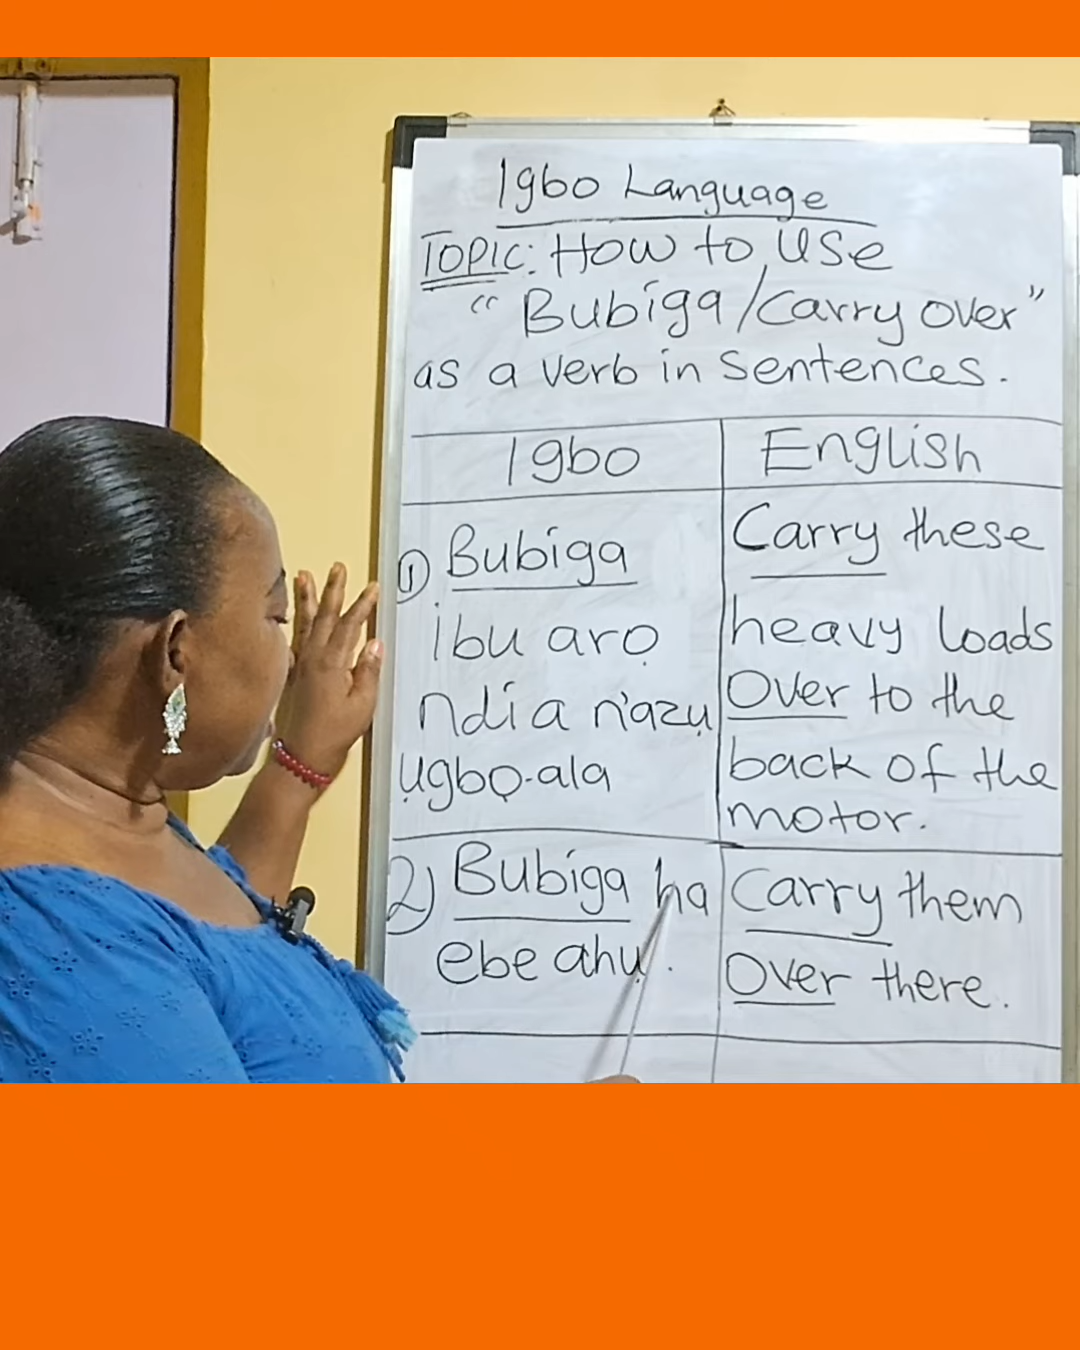 Igbo Language
TOPIC: How to Use
“Bubiga/Carry over”
as a verb in Sentences.
Igbo
English
① Bubiga
ibu arọ
ndị a n'azụ
ụgbọ-ala
Carry these
heavy loads
Over to the
back of the
motor.
2) Bubiga ha
ebe ahụ.
Carry them
Over there.